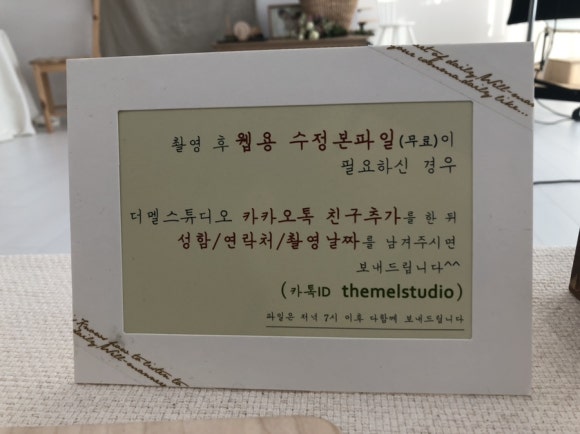 촬영 후 웹용 수정본파일(무료)이
필요하신 경우
더멜스튜디오 카카오톡 친구추가를 한 뒤
성함/연락처/촬영날짜를 남겨주시면
보내드립니다^^
(카톡ID themelstudio)
파일은 저녁 7시 이후 다함께 보내드립니다